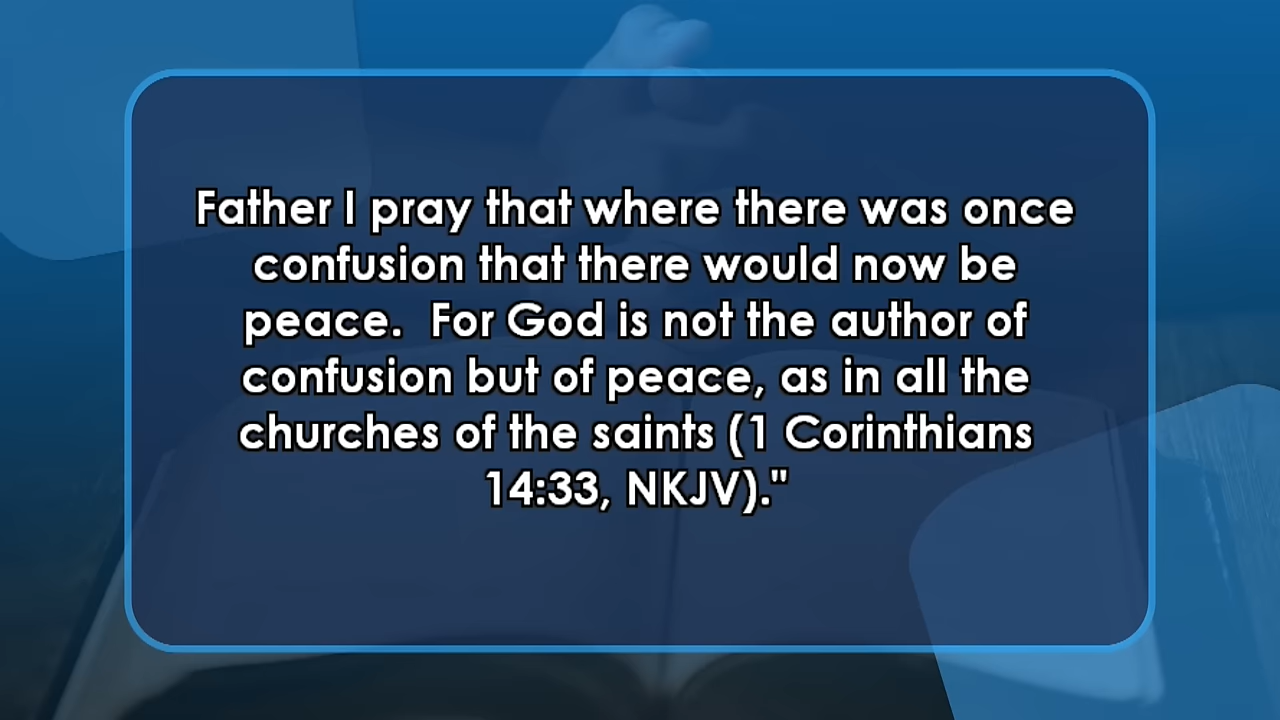 Father I pray that where there was once
confusion that there would now be
peace.  For God is not the author of
confusion but of peace, as in all the
churches of the saints (1 Corinthians
14:33, NKJV)."